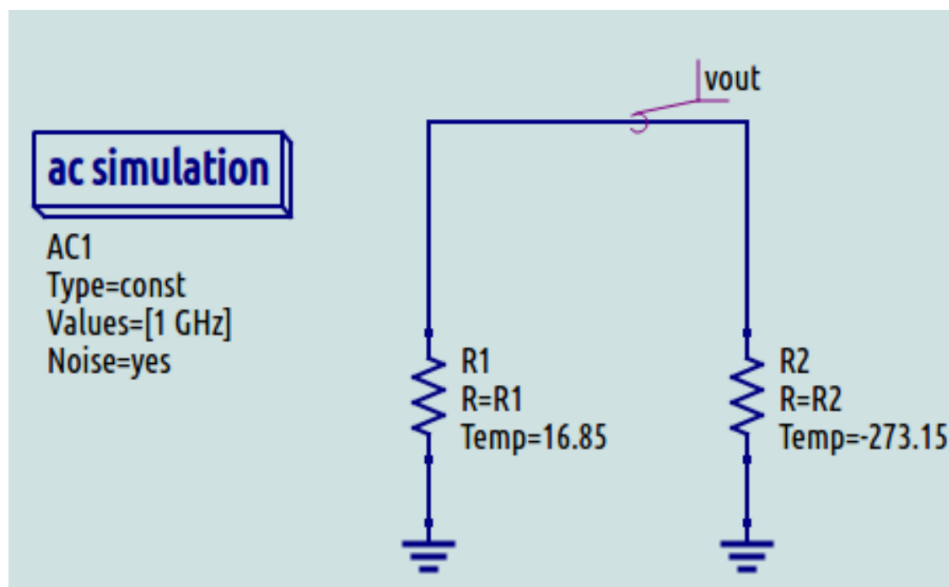 vout
ac simulation
AC1
Type=const
Values=[1 GHz]
Noise=yes
R1
R=R1
Temp=16.85
R2
R=R2
Temp=-273.15